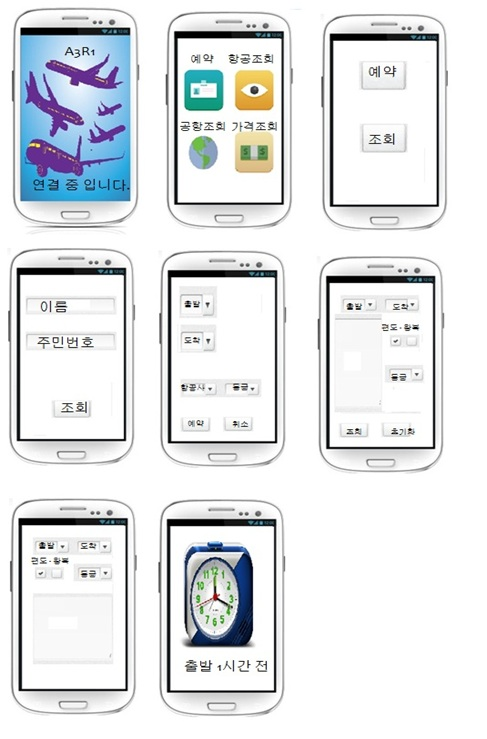 A3R1
연결 중 입니다.
예약 항공조회
공항조회 가격조회
예약
조회
이름
주민번호
조회
출발
도착
항공사 등급
예약 취소
출발 도착
편도·왕복
등급
조회 초기화
출발 도착
편도·왕복
등급
12
출발 1시간 전